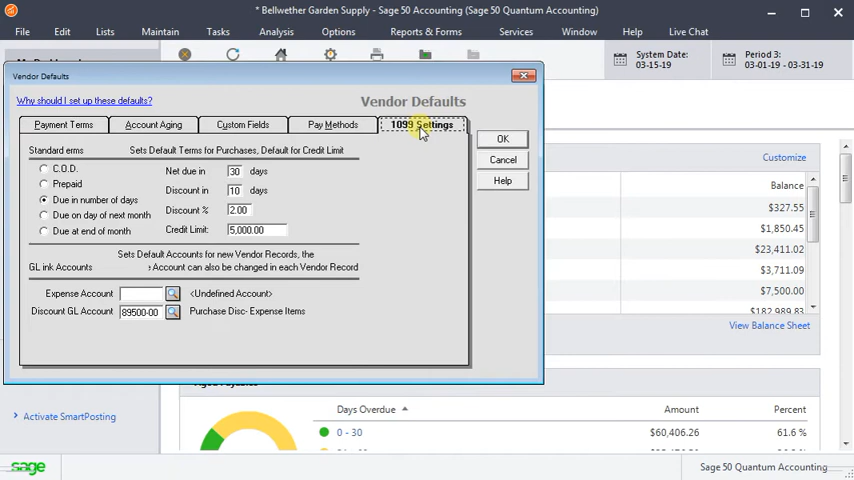 * Bellwether Garden Supply - Sage 50 Accounting (Sage 50 Quantum Accounting)
File Edit Lists Maintain Tasks Analysis Options Reports & Forms Services Window Live Chat
System Date:
03-15-19
Period 3:
03-01-19 - 03-31-19
Vendor Defaults
Why should I set up these defaults?
Vendor Defaults
Payment Terms Account Aging Custom Fields Pay Methods 1099 Settings
Standard erms Sets Default Terms for Purchases, Default for Credit Limit
C.O.D.
Prepaid
Due in number of days
Due on day of next month
Due at end of month
Net due in 30 days
Discount in 10 days
Discount % 2.00
Credit Limit: 5,000.00
Sets Default Accounts for new Vendor Records, the
GL ink Accounts Account can also be changed in each Vendor Record
Expense Account <Undefined Account>
Discount GL Account 89500-00 Purchase Disc- Expense Items
OK
Cancel
Help
Customize
Balance
$327.55
$1,850.45
$23,411.02
$3,711.09
$7,500.00
$182,989.83
View Balance Sheet
Activate SmartPosting
Days Overdue Amount Percent
0 - 30 $60,406.26 61.6 %
sage
Sage 50 Quantum Accounting